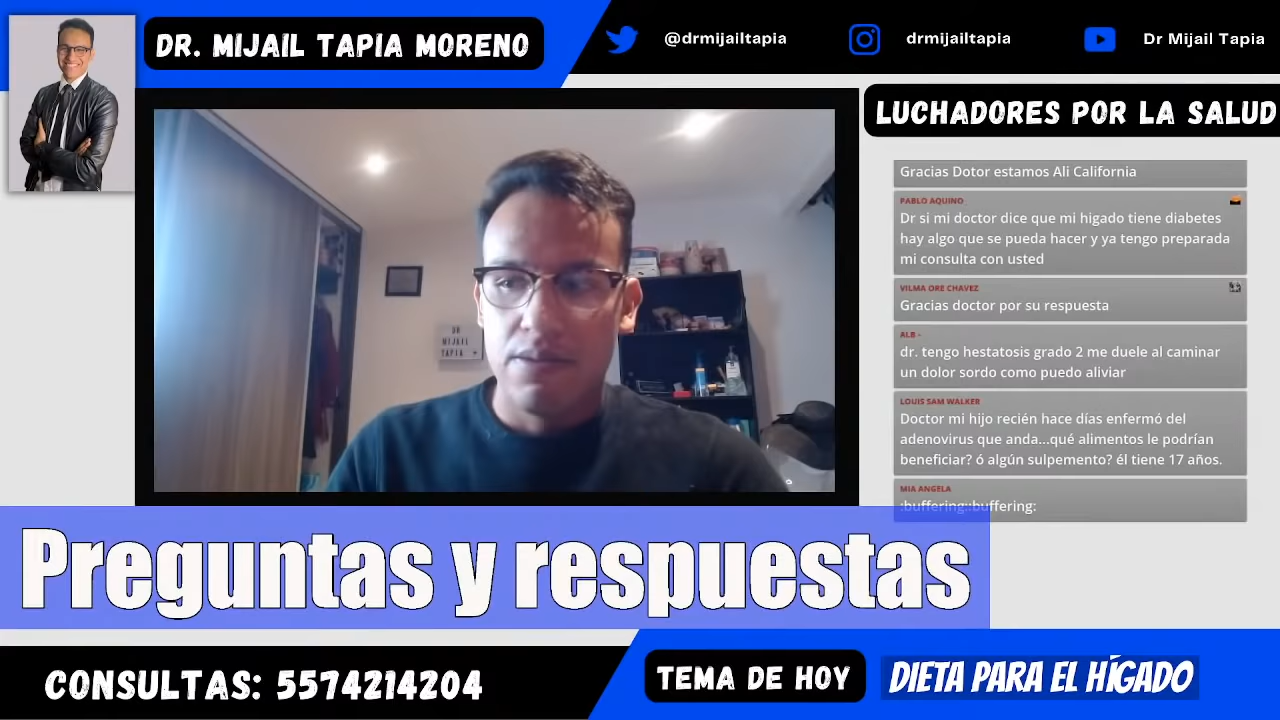 DR. MIJAIL TAPIA MORENO
@drmijailtapia
drmijailtapia
Dr Mijail Tapia
LUCHADORES POR LA SALUD
Gracias Dotor estamos Ali California
PABLO AQUINO
Dr si mi doctor dice que mi higado tiene diabetes
hay algo que se pueda hacer y ya tengo preparada
mi consulta con usted
VILMA ORE CHAVEZ
Gracias doctor por su respuesta
ALB -
dr. tengo hestatosis grado 2 me duele al caminar
un dolor sordo como puedo aliviar
LOUIS SAM WALKER
Doctor mi hijo recién hace días enfermó del
adenovirus que anda...qué alimentos le podrían
beneficiar? ó algún sulpemento? él tiene 17 años.
MIA ANGELA
:buffering::buffering:
DR
MIJAIL
TAPIA
Preguntas y respuestas
CONSULTAS: 5574214204
TEMA DE HOY
DIETA PARA EL HÍGADO